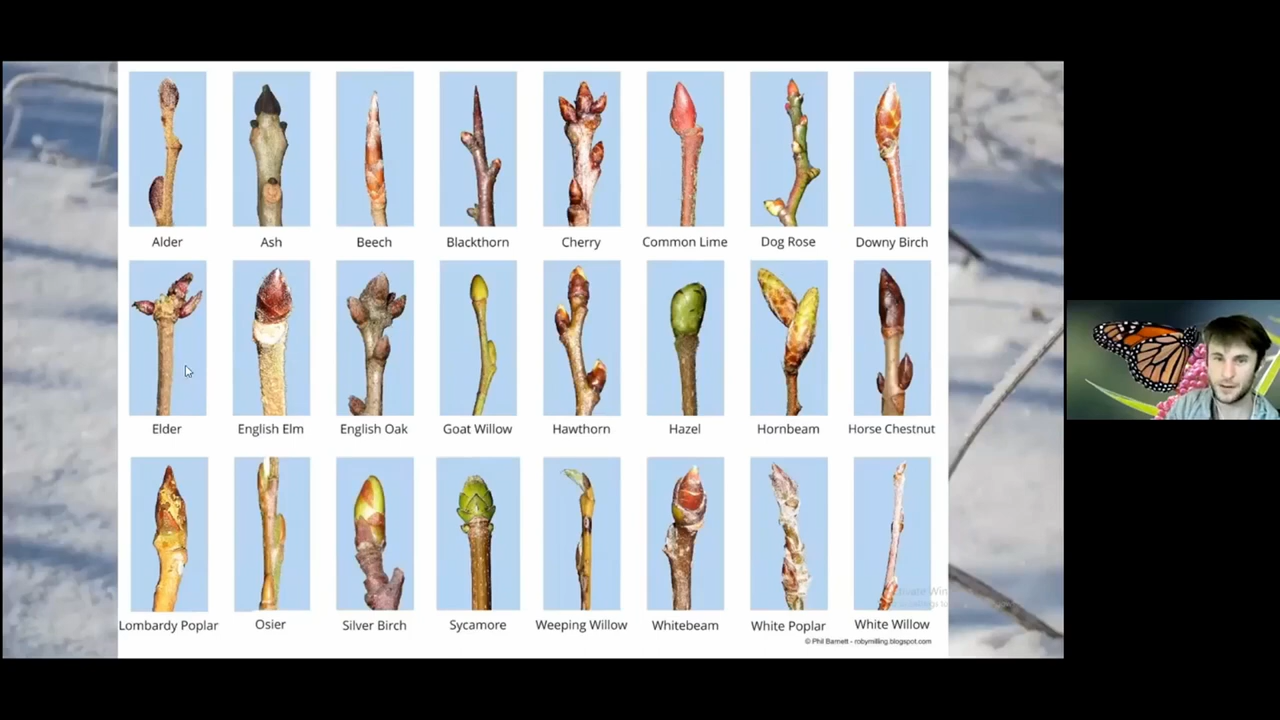 Alder Ash Beech Blackthorn Cherry Common Lime Dog Rose Downy Birch
Elder English Elm English Oak Goat Willow Hawthorn Hazel Hornbeam Horse Chestnut
Lombardy Poplar Osier Silver Birch Sycamore Weeping Willow Whitebeam White Poplar White Willow
© Phil Barnett - robymilling.blogspot.com